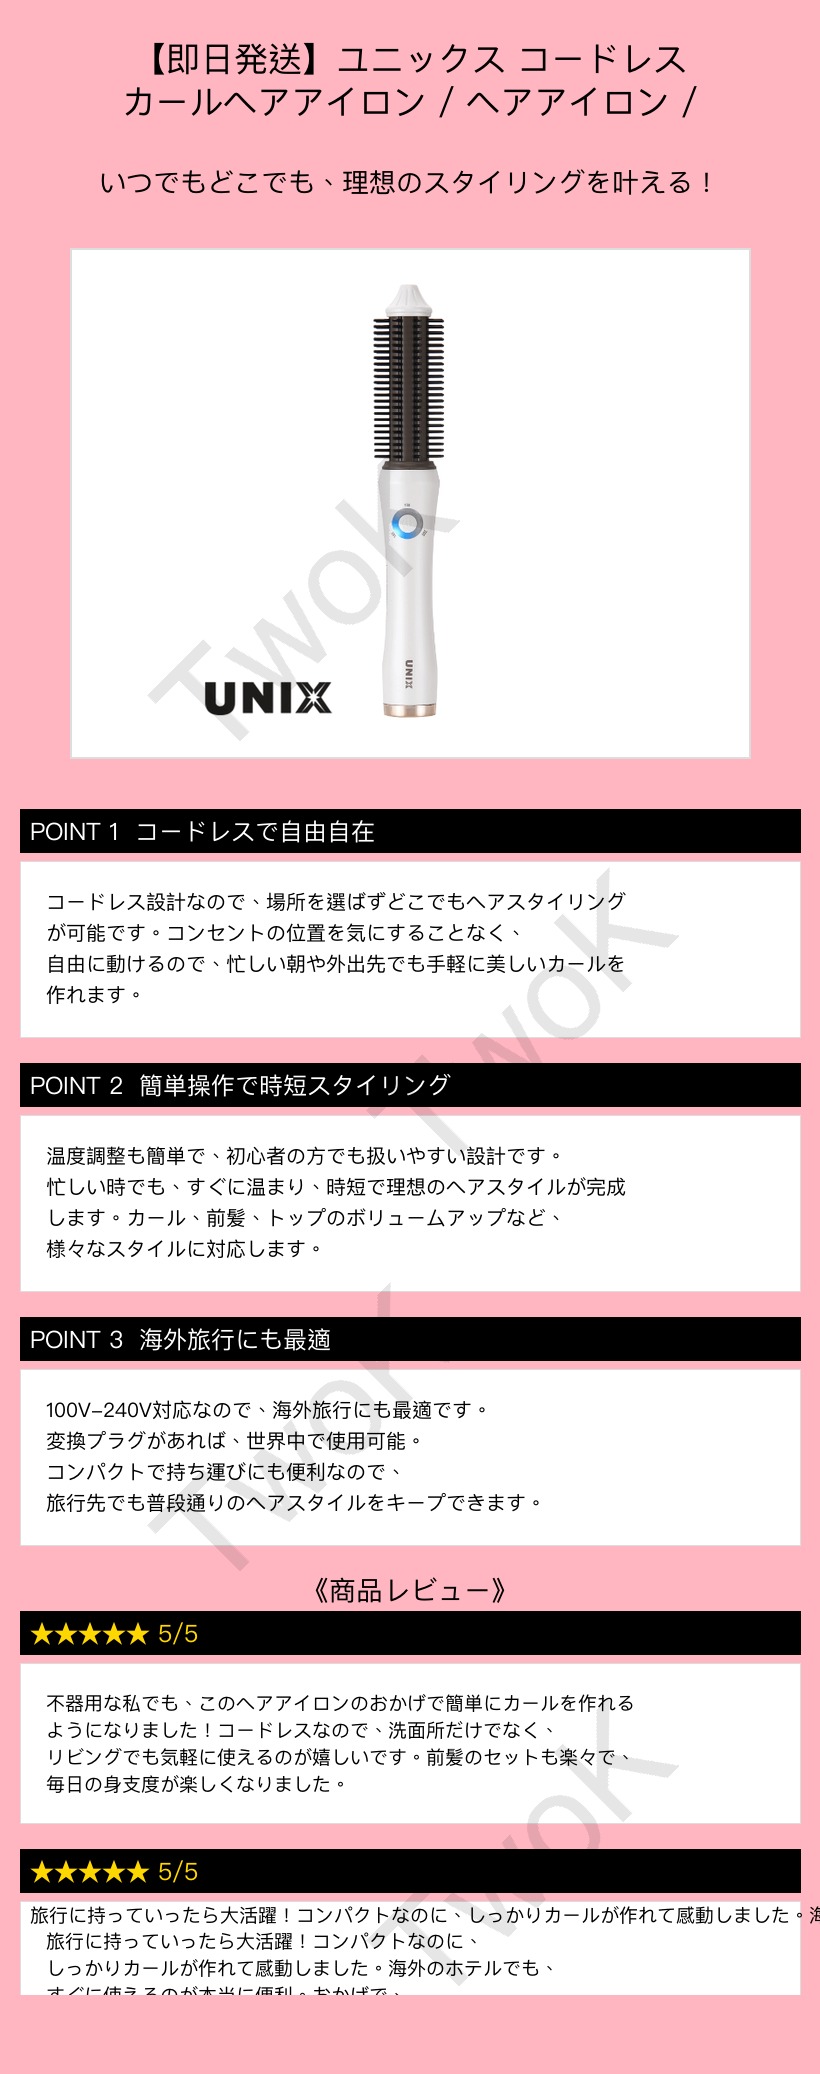 【即日発送】ユニックス コードレス
カールヘアアイロン / ヘアアイロン /
いつでもどこでも、理想のスタイリングを叶える！
UNIX
UNIX
TwoK
POINT 1 コードレスで自由自在
コードレス設計なので、場所を選ばずどこでもヘアスタイリング
が可能です。コンセントの位置を気にすることなく、
自由に動けるので、忙しい朝や外出先でも手軽に美しいカールを
作れます。
TwoK
POINT 2 簡単操作で時短スタイリング
温度調整も簡単で、初心者の方でも扱いやすい設計です。
忙しい時でも、すぐに温まり、時短で理想のヘアスタイルが完成
します。カール、前髪、トップのボリュームアップなど、
様々なスタイルに対応します。
POINT 3 海外旅行にも最適
100V-240V対応なので、海外旅行にも最適です。
変換プラグがあれば、世界中で使用可能。
コンパクトで持ち運びにも便利なので、
旅行先でも普段通りのヘアスタイルをキープできます。
TwoK
《商品レビュー》
★★★★★ 5/5
不器用な私でも、このヘアアイロンのおかげで簡単にカールを作れる
ようになりました！コードレスなので、洗面所だけでなく、
リビングでも気軽に使えるのが嬉しいです。前髪のセットも楽々で、
毎日の身支度が楽しくなりました。
TwoK
★★★★★ 5/5
旅行に持っていったら大活躍！コンパクトなのに、しっかりカールが作れて感動しました。海
旅行に持っていったら大活躍！コンパクトなのに、
しっかりカールが作れて感動しました。海外のホテルでも、
すぐに使えるのが本当に便利。おかげで、